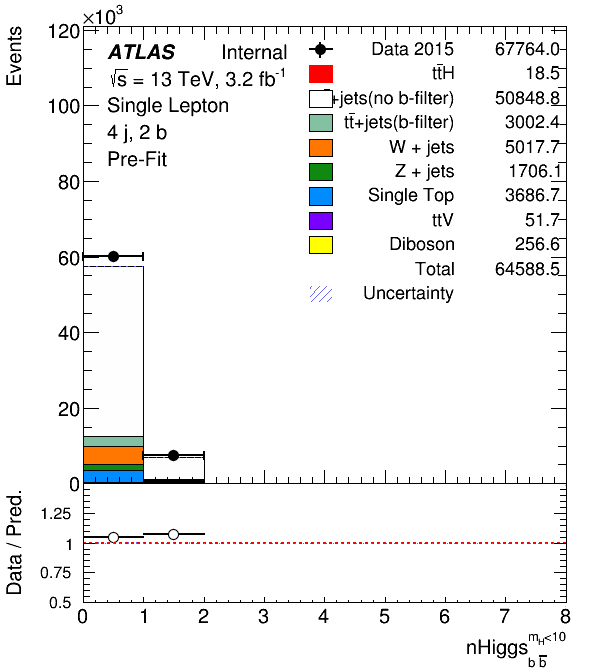 ×10³
Events
120
100
80
60
40
20
0
ATLAS Internal
√s = 13 TeV, 3.2 fb⁻¹
Single Lepton
4 j, 2 b
Pre-Fit
Data 2015 67764.0
tt̄H 18.5
+jets(no b-filter) 50848.8
tt̄+jets(b-filter) 3002.4
W + jets 5017.7
Z + jets 1706.1
Single Top 3686.7
ttV 51.7
Diboson 256.6
Total 64588.5
Uncertainty
Data / Pred.
1.25
1
0.75
0.5
0 1 2 3 4 5 6 7 8
nHiggs m_H<10 b b̄